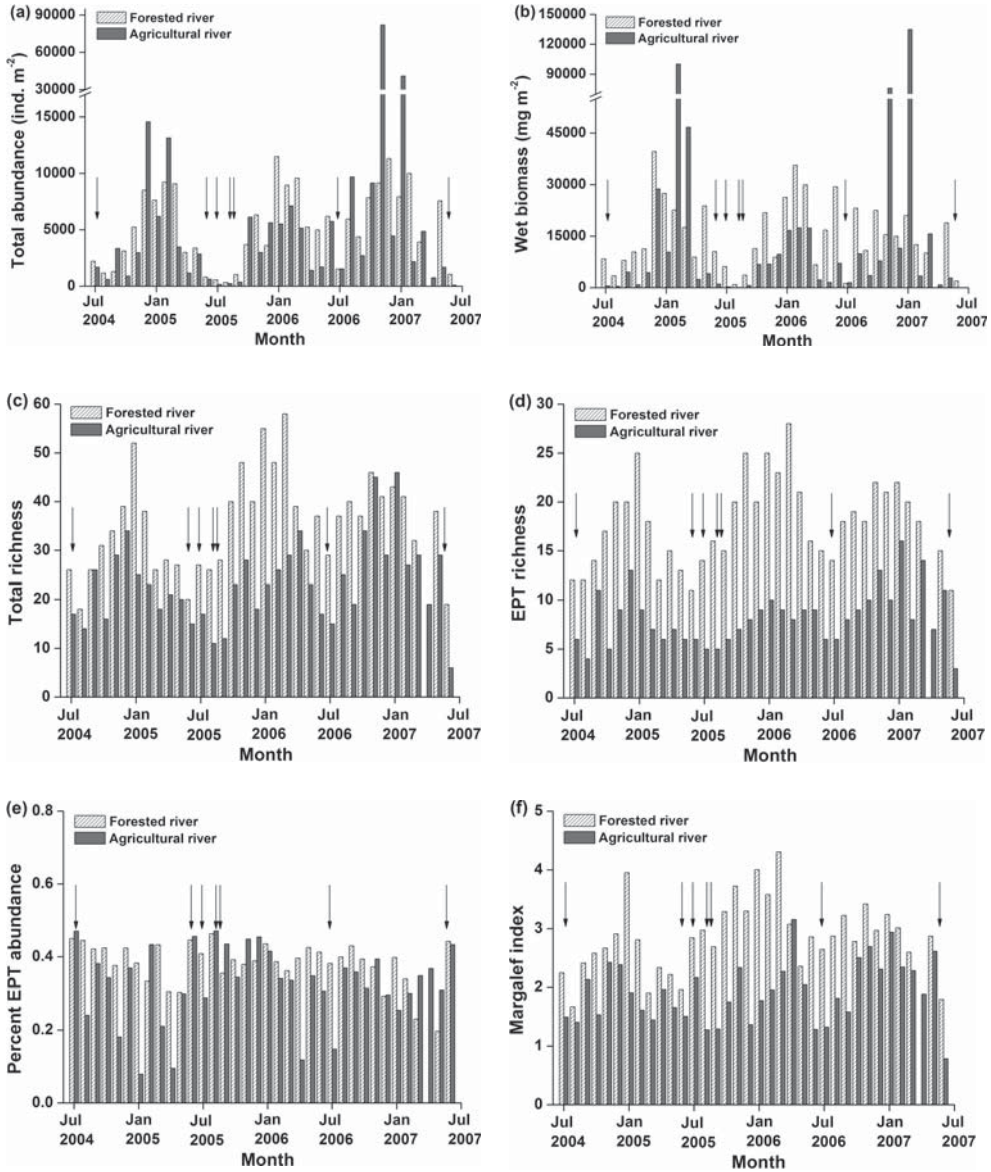 (a)
Forested river
Agricultural river
Total abundance (ind. m⁻²)
90000
60000
30000
15000
10000
5000
0
Jul 2004
Jan 2005
Jul 2005
Jan 2006
Jul 2006
Jan 2007
Jul 2007
Month
(b)
Forested river
Agricultural river
Wet biomass (mg m⁻²)
150000
120000
90000
45000
30000
15000
0
Jul 2004
Jan 2005
Jul 2005
Jan 2006
Jul 2006
Jan 2007
Jul 2007
Month
(c)
Forested river
Agricultural river
Total richness
60
50
40
30
20
10
0
Jul 2004
Jan 2005
Jul 2005
Jan 2006
Jul 2006
Jan 2007
Jul 2007
Month
(d)
Forested river
Agricultural river
EPT richness
30
25
20
15
10
5
0
Jul 2004
Jan 2005
Jul 2005
Jan 2006
Jul 2006
Jan 2007
Jul 2007
Month
(e)
Forested river
Agricultural river
Percent EPT abundance
0.8
0.6
0.4
0.2
0.0
Jul 2004
Jan 2005
Jul 2005
Jan 2006
Jul 2006
Jan 2007
Jul 2007
Month
(f)
Forested river
Agricultural river
Margalef index
5
4
3
2
1
0
Jul 2004
Jan 2005
Jul 2005
Jan 2006
Jul 2006
Jan 2007
Jul 2007
Month